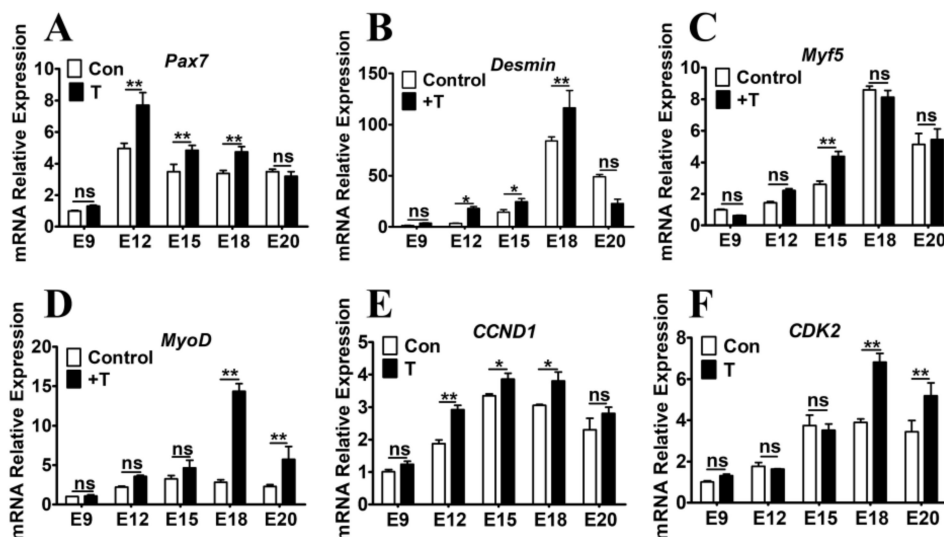 A
Pax7
mRNA Relative Expression
10
8
6
4
2
0
Con
T
ns
**
**
**
ns
E9 E12 E15 E18 E20
B
Desmin
mRNA Relative Expression
150
100
50
0
Control
+T
ns
*
*
**
ns
E9 E12 E15 E18 E20
C
Myf5
mRNA Relative Expression
10
8
6
4
2
0
Control
+T
ns
ns
**
ns
ns
E9 E12 E15 E18 E20
D
MyoD
mRNA Relative Expression
20
15
10
5
0
Control
+T
ns
ns
ns
**
**
E9 E12 E15 E18 E20
E
CCND1
mRNA Relative Expression
5
4
3
2
1
0
Con
T
ns
**
*
*
ns
E9 E12 E15 E18 E20
F
CDK2
mRNA Relative Expression
8
6
4
2
0
Con
T
ns
ns
ns
**
**
E9 E12 E15 E18 E20